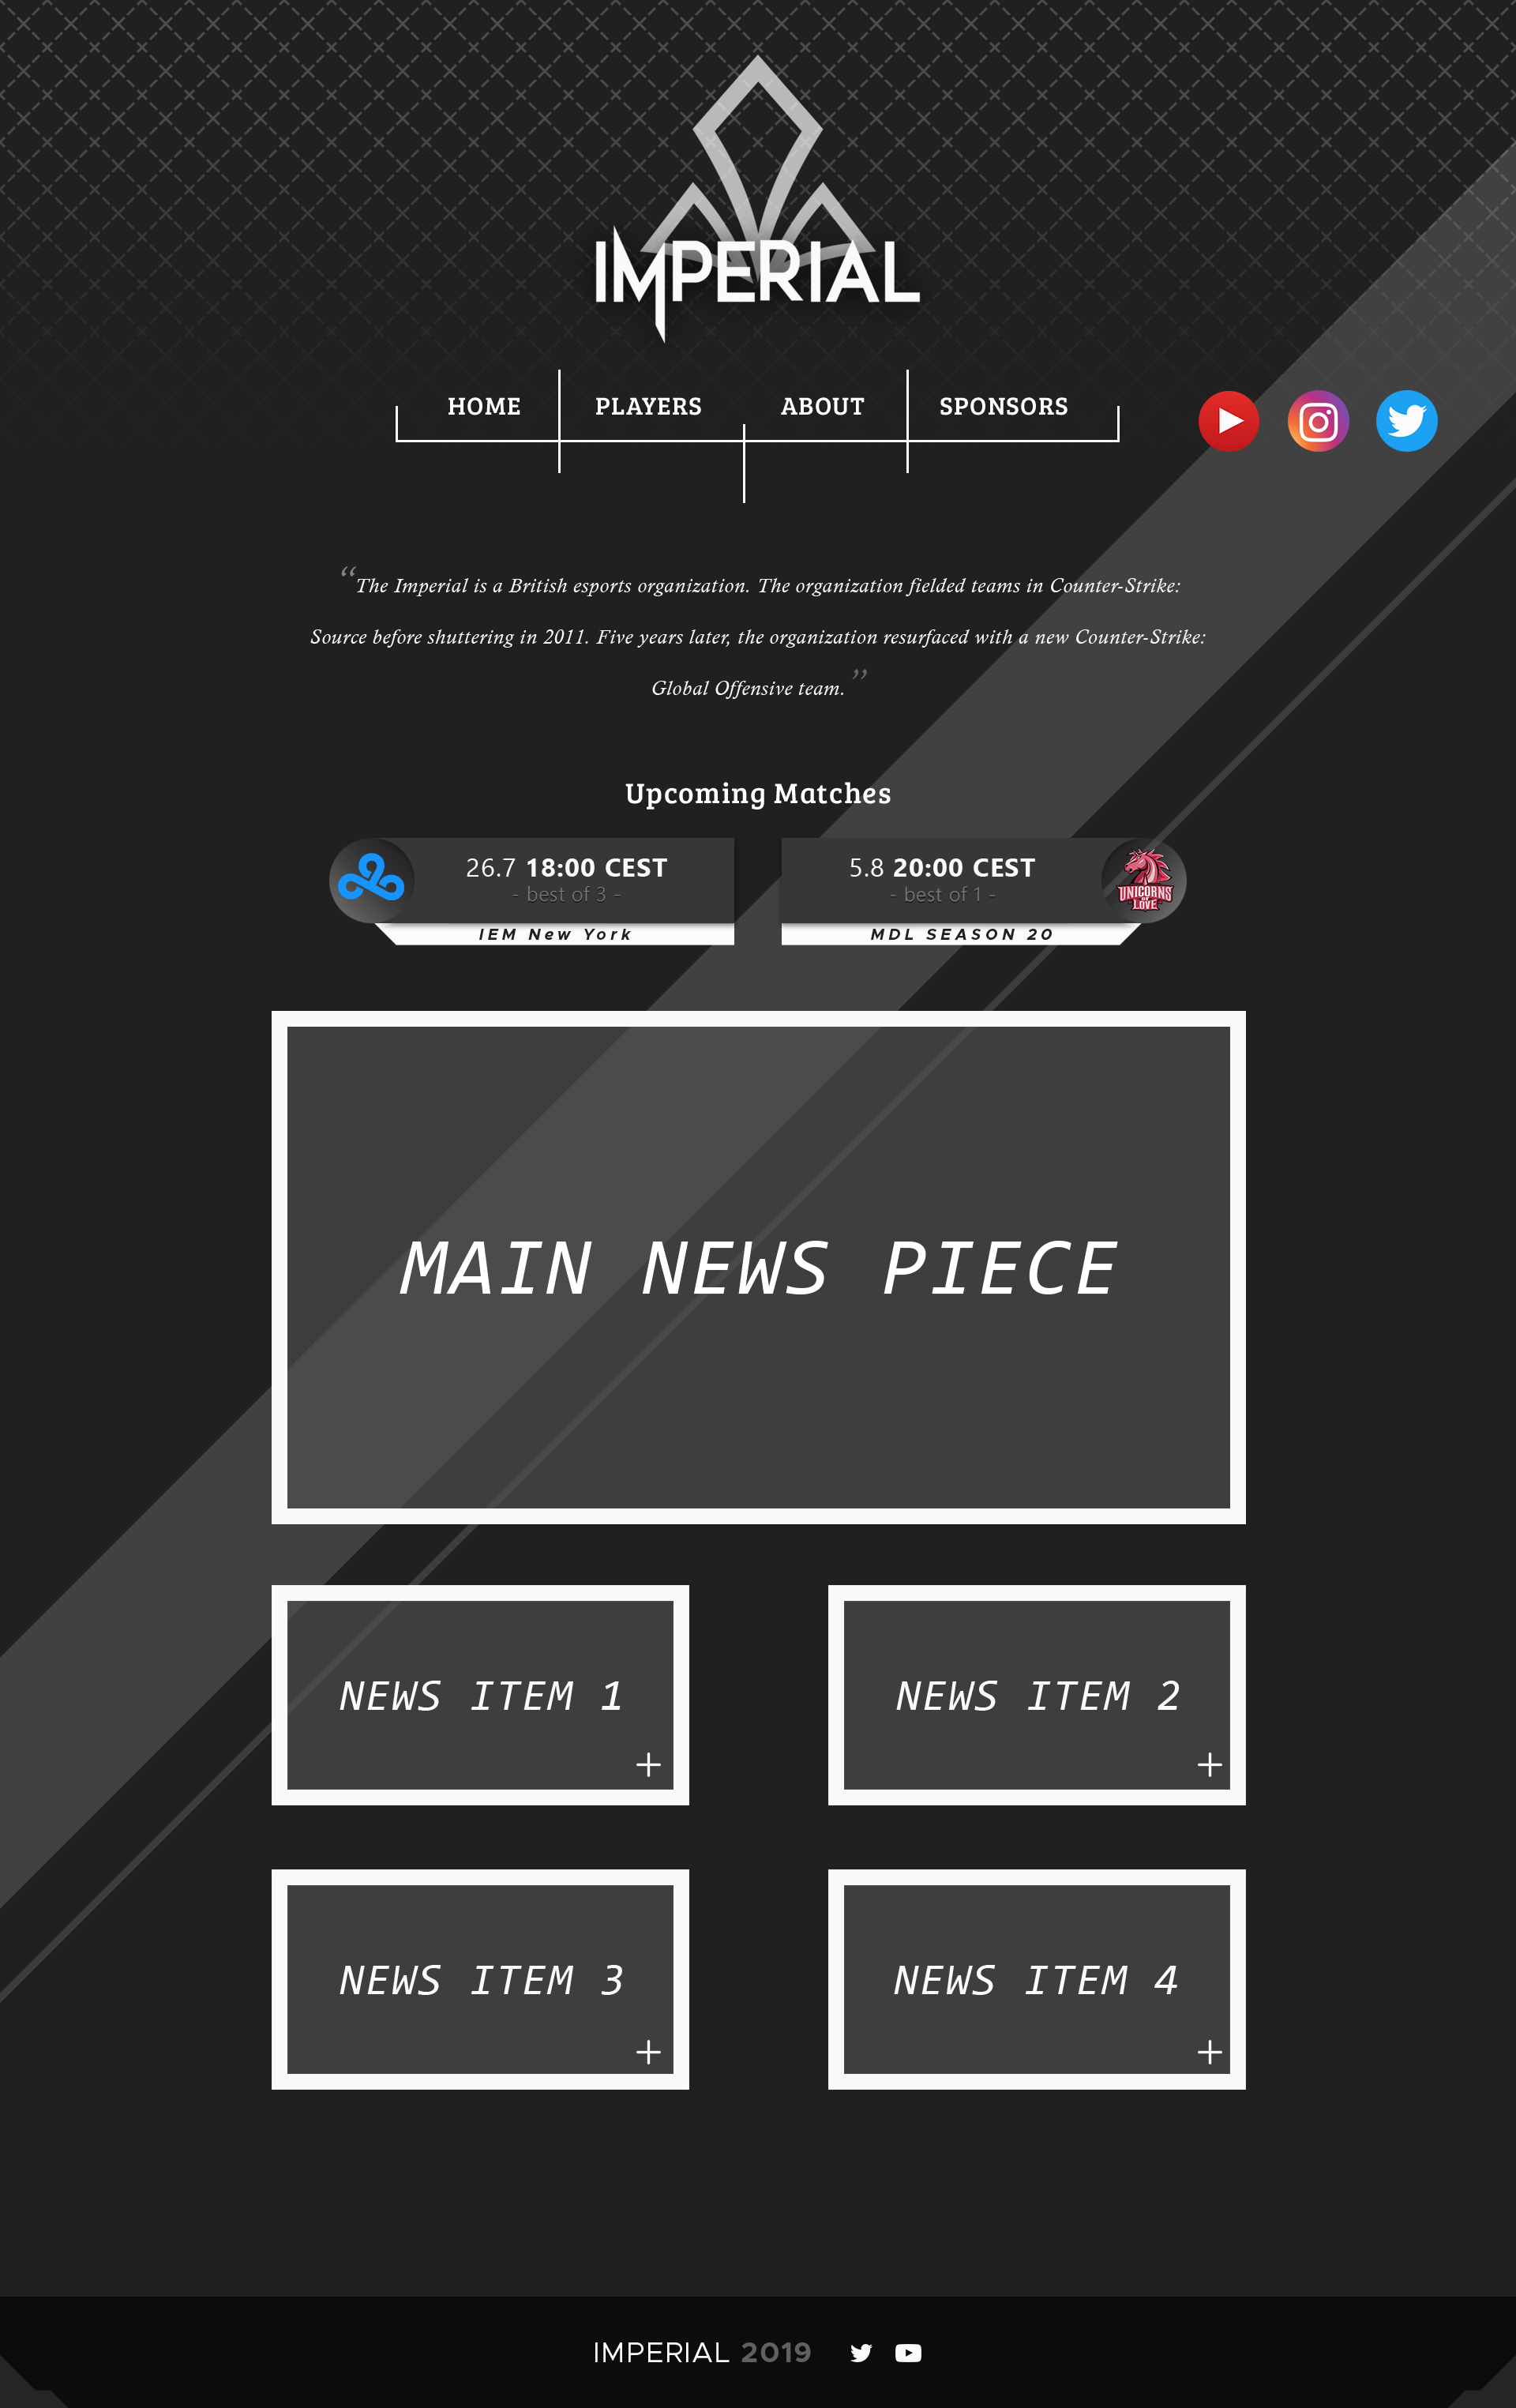 IMPERIAL
HOME PLAYERS ABOUT SPONSORS
“The Imperial is a British esports organization. The organization fielded teams in Counter-Strike:
Source before shuttering in 2011. Five years later, the organization resurfaced with a new Counter-Strike:
Global Offensive team. ”
Upcoming Matches
26.7 18:00 CEST
- best of 3 -
IEM New York
5.8 20:00 CEST
- best of 1 -
UNICORNS
OF
LOVE
MDL SEASON 20
MAIN NEWS PIECE
NEWS ITEM 1
NEWS ITEM 2
NEWS ITEM 3
NEWS ITEM 4
IMPERIAL 2019